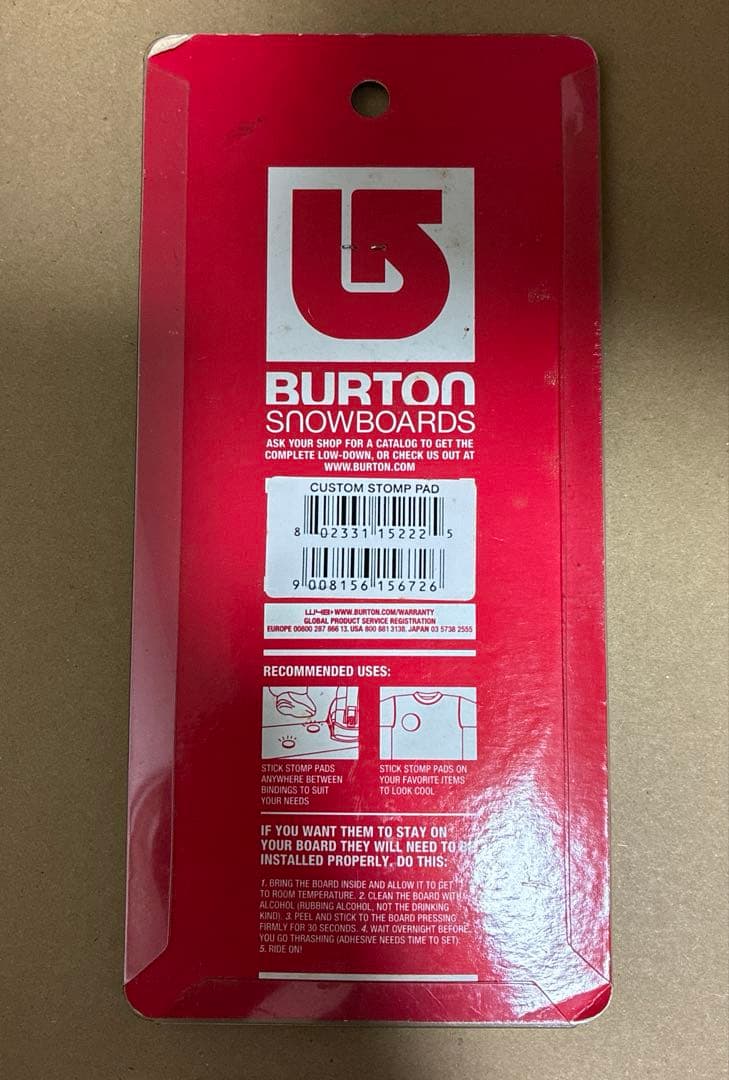 BURTON
SNOWBOARDS
ASK YOUR SHOP FOR A CATALOG TO GET THE
COMPLETE LOW-DOWN, OR CHECK US OUT AT
WWW.BURTON.COM
CUSTOM STOMP PAD
8 02331 15222 5
9 008156 156726
WWW.BURTON.COM/WARRANTY
GLOBAL PRODUCT SERVICE REGISTRATION
EUROPE 00800 287 866 13. USA 800 881 3138. JAPAN 03 5738 2555
RECOMMENDED USES:
STICK STOMP PADS
ANYWHERE BETWEEN
BINDINGS TO SUIT
YOUR NEEDS
STICK STOMP PADS ON
YOUR FAVORITE ITEMS
TO LOOK COOL
IF YOU WANT THEM TO STAY ON
YOUR BOARD THEY WILL NEED TO BE
INSTALLED PROPERLY. DO THIS:
1. BRING THE BOARD INSIDE AND ALLOW IT TO GET
TO ROOM TEMPERATURE. 2. CLEAN THE BOARD WITH
ALCOHOL (RUBBING ALCOHOL, NOT THE DRINKING
KIND). 3. PEEL AND STICK TO THE BOARD PRESSING
FIRMLY FOR 30 SECONDS. 4. WAIT OVERNIGHT BEFORE
YOU GO THRASHING (ADHESIVE NEEDS TIME TO SET).
5. RIDE ON!